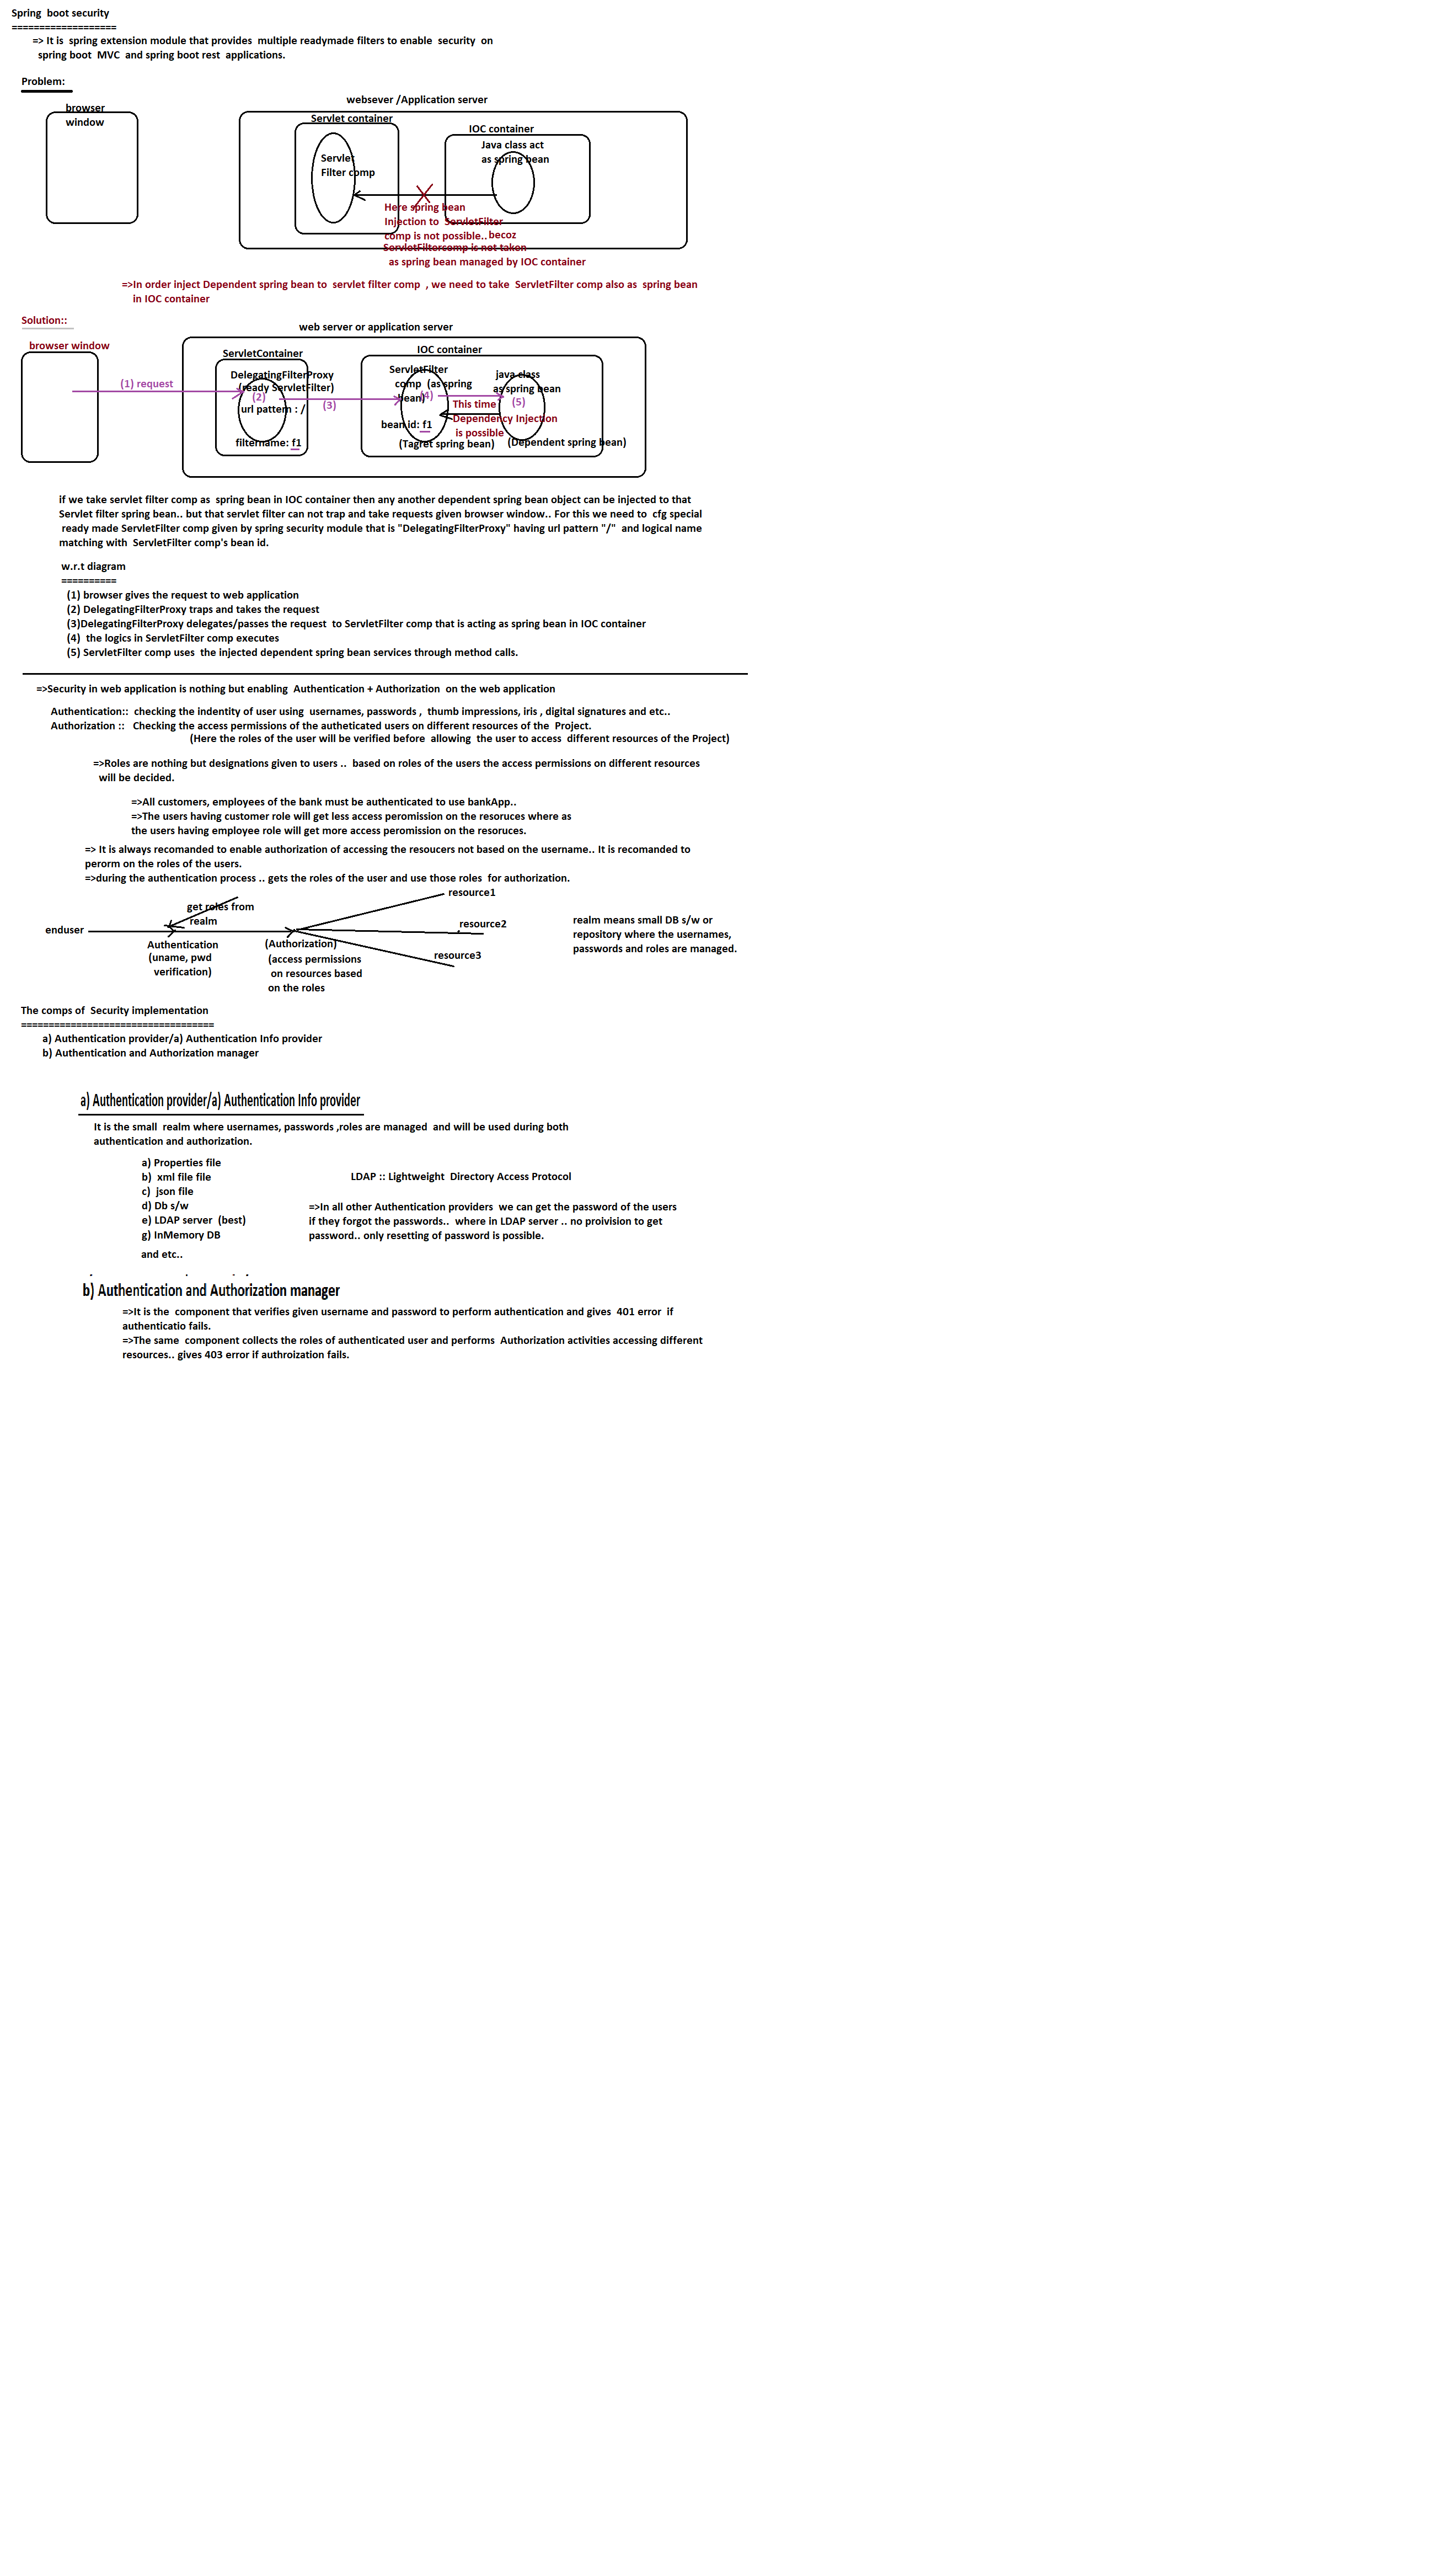 Spring  boot security
===================
=> It is  spring extension module that provides  multiple readymade filters to enable  security  on
spring boot  MVC  and spring boot rest  applications.
Problem:
websever /Application server
browser
window
Servlet container
IOC container
Java class act
as spring bean
Servlet
Filter comp
Here spring bean
Injection to  ServletFilter
comp is not possible.. becoz
ServletFiltercomp is not taken
as spring bean managed by IOC container
=>In order inject Dependent spring bean to  servlet filter comp  , we need to take  ServletFilter comp also as  spring bean
in IOC container
Solution::
web server or application server
browser window
ServletContainer
IOC container
DelegatingFilterProxy
(ready ServletFilter)
(1) request
(2)
url pattern : /
(3)
filtername: f1
ServletFilter
comp  (as spring
bean)
(4)
java class
as spring bean
(5)
This time
Dependency Injection
is possible
bean id: f1
(Tagret spring bean)
(Dependent spring bean)
if we take servlet filter comp as  spring bean in IOC container then any another dependent spring bean object can be injected to that
Servlet filter spring bean.. but that servlet filter can not trap and take requests given browser window.. For this we need to  cfg special
ready made ServletFilter comp given by spring security module that is "DelegatingFilterProxy" having url pattern "/"  and logical name
matching with  ServletFilter comp's bean id.
w.r.t diagram
==========
(1) browser gives the request to web application
(2) DelegatingFilterProxy traps and takes the request
(3)DelegatingFilterProxy delegates/passes the request  to ServletFilter comp that is acting as spring bean in IOC container
(4)  the logics in ServletFilter comp executes
(5) ServletFilter comp uses  the injected dependent spring bean services through method calls.
=>Security in web application is nothing but enabling  Authentication + Authorization  on the web application
Authentication::  checking the indentity of user using  usernames, passwords ,  thumb impressions, iris , digital signatures and etc..
Authorization ::   Checking the access permissions of the autheticated users on different resources of the  Project.
(Here the roles of the user will be verified before  allowing  the user to access  different resources of the Project)
=>Roles are nothing but designations given to users ..  based on roles of the users the access permissions on different resources
will be decided.
=>All customers, employees of the bank must be authenticated to use bankApp..
=>The users having customer role will get less access peromission on the resoruces where as
the users having employee role will get more access peromission on the resoruces.
=> It is always recomanded to enable authorization of accessing the resoucers not based on the username.. It is recomanded to
perorm on the roles of the users.
=>during the authentication process .. gets the roles of the user and use those roles  for authorization.
resource1
get roles from
realm
enduser
resource2
Authentication
(uname, pwd
verification)
(Authorization)
(access permissions
on resources based
on the roles
resource3
realm means small DB s/w or
repository where the usernames,
passwords and roles are managed.
The comps of  Security implementation
===================================
a) Authentication provider/a) Authentication Info provider
b) Authentication and Authorization manager
a) Authentication provider/a) Authentication Info provider
It is the small  realm where usernames, passwords ,roles are managed  and will be used during both
authentication and authorization.
a) Properties file
b)  xml file file
c)  json file
d) Db s/w
e) LDAP server  (best)
g) InMemory DB
and etc..
LDAP :: Lightweight  Directory Access Protocol
=>In all other Authentication providers  we can get the password of the users
if they forgot the passwords..  where in LDAP server .. no proivision to get
password.. only resetting of password is possible.
b) Authentication and Authorization manager
=>It is the  component that verifies given username and password to perform authentication and gives  401 error  if
authenticatio fails.
=>The same  component collects the roles of authenticated user and performs  Authorization activities accessing different
resources.. gives 403 error if authroization fails.